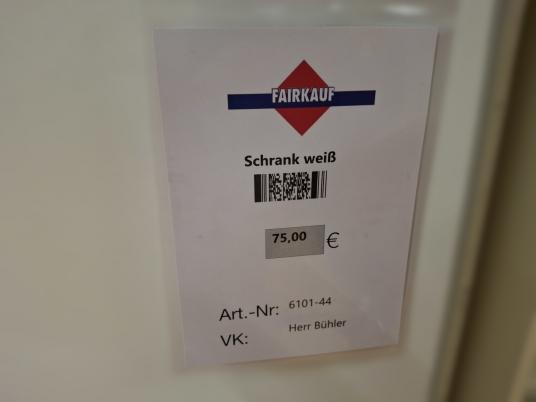 FAIRKAUF
Schrank weiß
75,00 €
Art.-Nr: 6101-44
VK: Herr Bühler